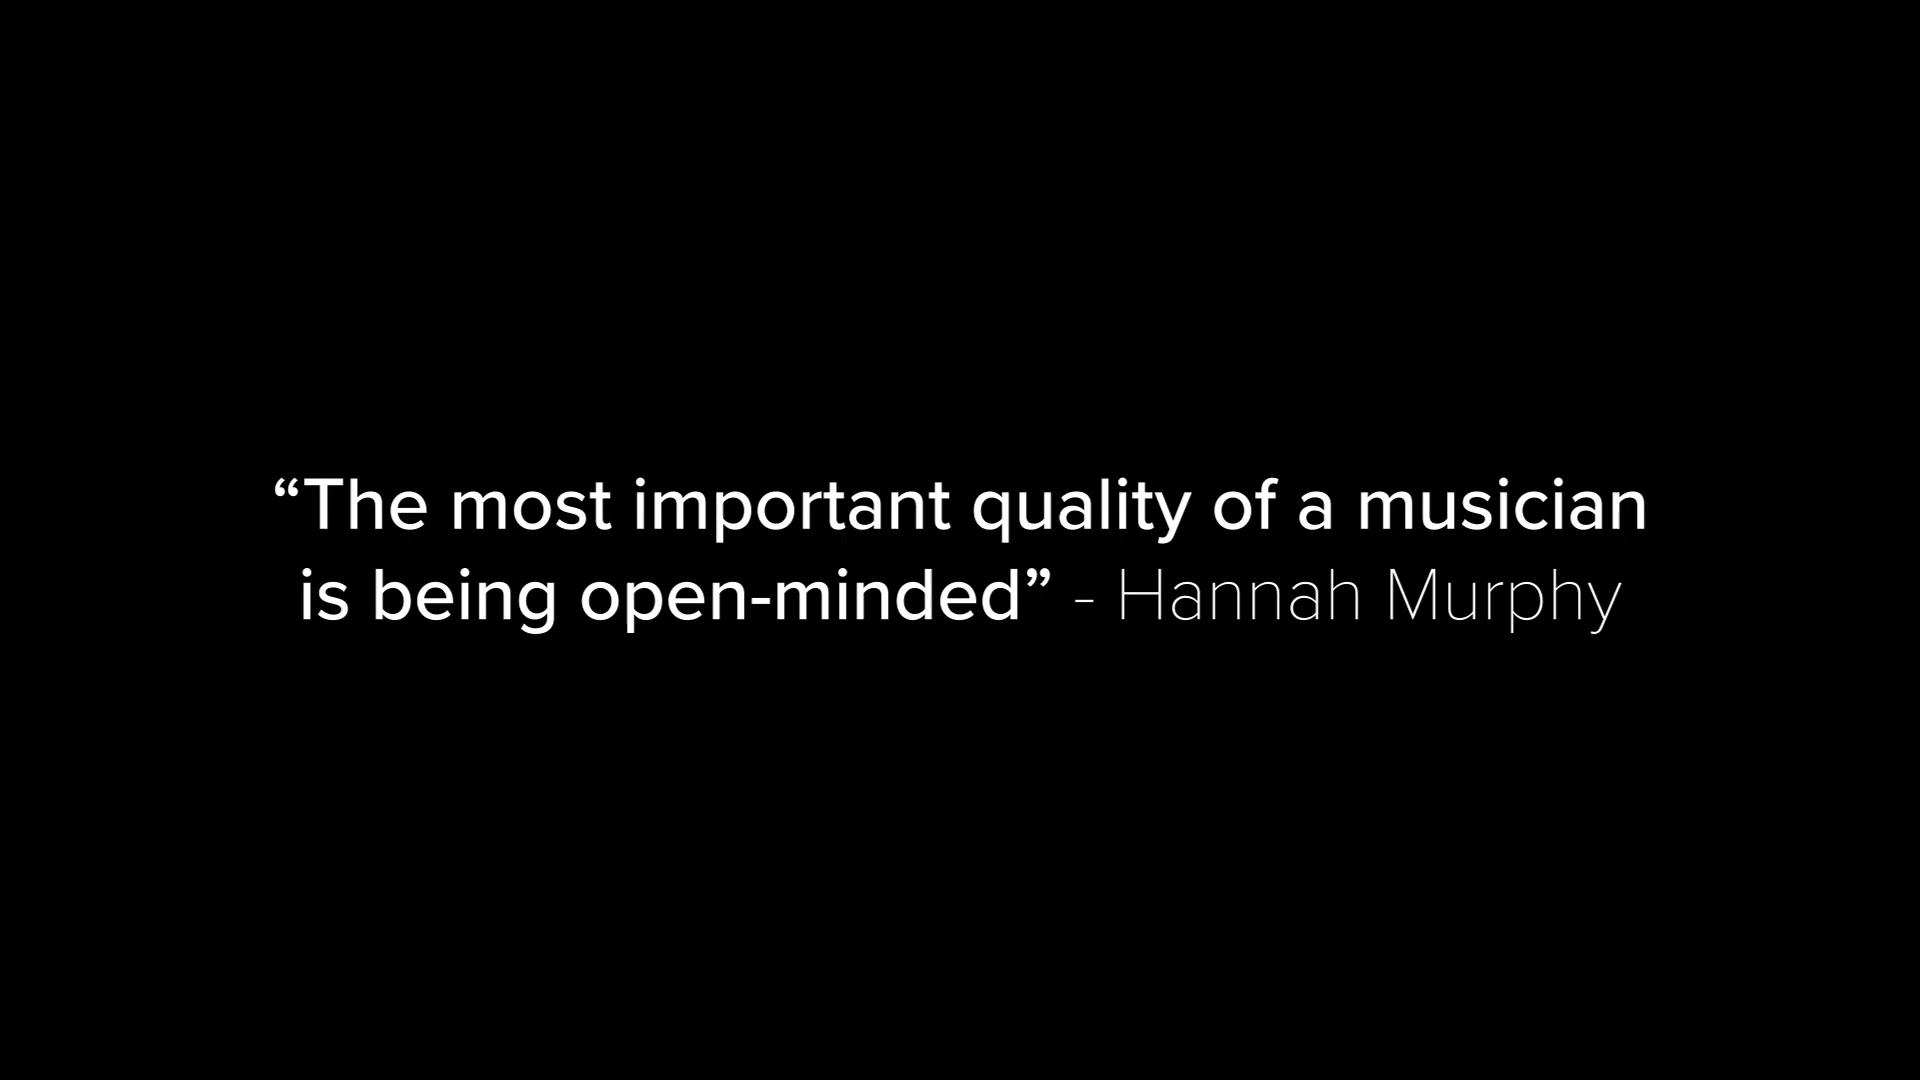 “The most important quality of a musician
is being open-minded” - Hannah Murphy